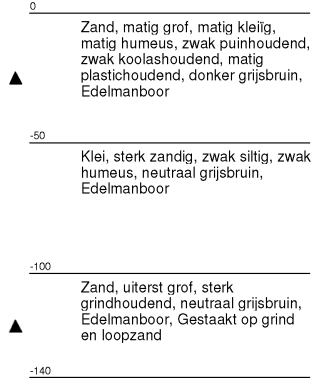 0
Zand, matig grof, matig kleiïg,
matig humeus, zwak puinhoudend,
zwak koolashoudend, matig
plastichoudend, donker grijsbruin,
Edelmanboor
-50
Klei, sterk zandig, zwak siltig, zwak
humeus, neutraal grijsbruin,
Edelmanboor
-100
Zand, uiterst grof, sterk
grindhoudend, neutraal grijsbruin,
Edelmanboor, Gestaakt op grind
en loopzand
-140